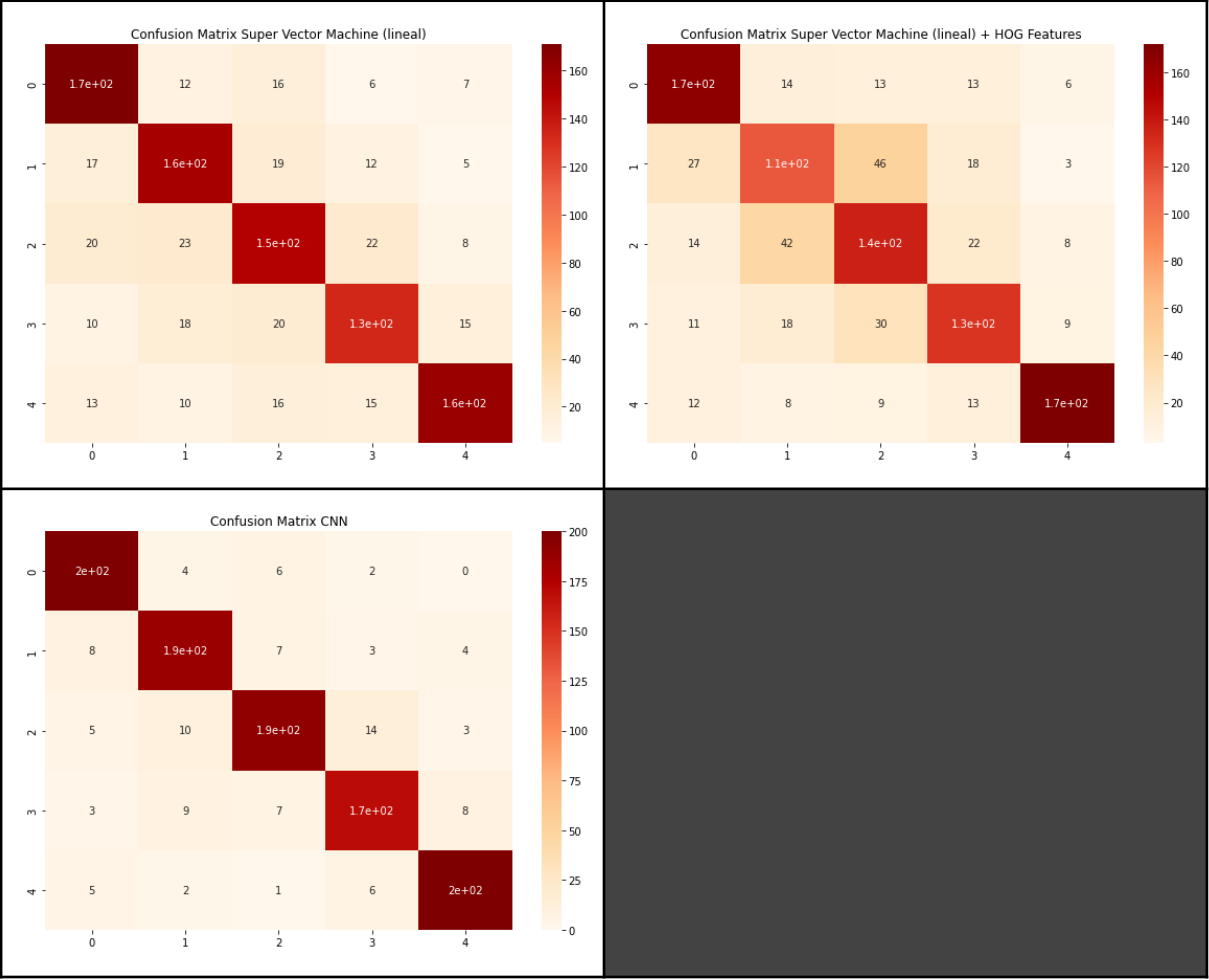 Confusion Matrix Super Vector Machine (lineal)
0 1.7e+02 12 16 6 7
1 17 1.6e+02 19 12 5
2 20 23 1.5e+02 22 8
3 10 18 20 1.3e+02 15
4 13 10 16 15 1.6e+02
0 1 2 3 4
160
140
120
100
80
60
40
20
Confusion Matrix Super Vector Machine (lineal) + HOG Features
0 1.7e+02 14 13 13 6
1 27 1.1e+02 46 18 3
2 14 42 1.4e+02 22 8
3 11 18 30 1.3e+02 9
4 12 8 9 13 1.7e+02
0 1 2 3 4
160
140
120
100
80
60
40
20
Confusion Matrix CNN
0 2e+02 4 6 2 0
1 8 1.9e+02 7 3 4
2 5 10 1.9e+02 14 3
3 3 9 7 1.7e+02 8
4 5 2 1 6 2e+02
0 1 2 3 4
200
175
150
125
100
75
50
25
0